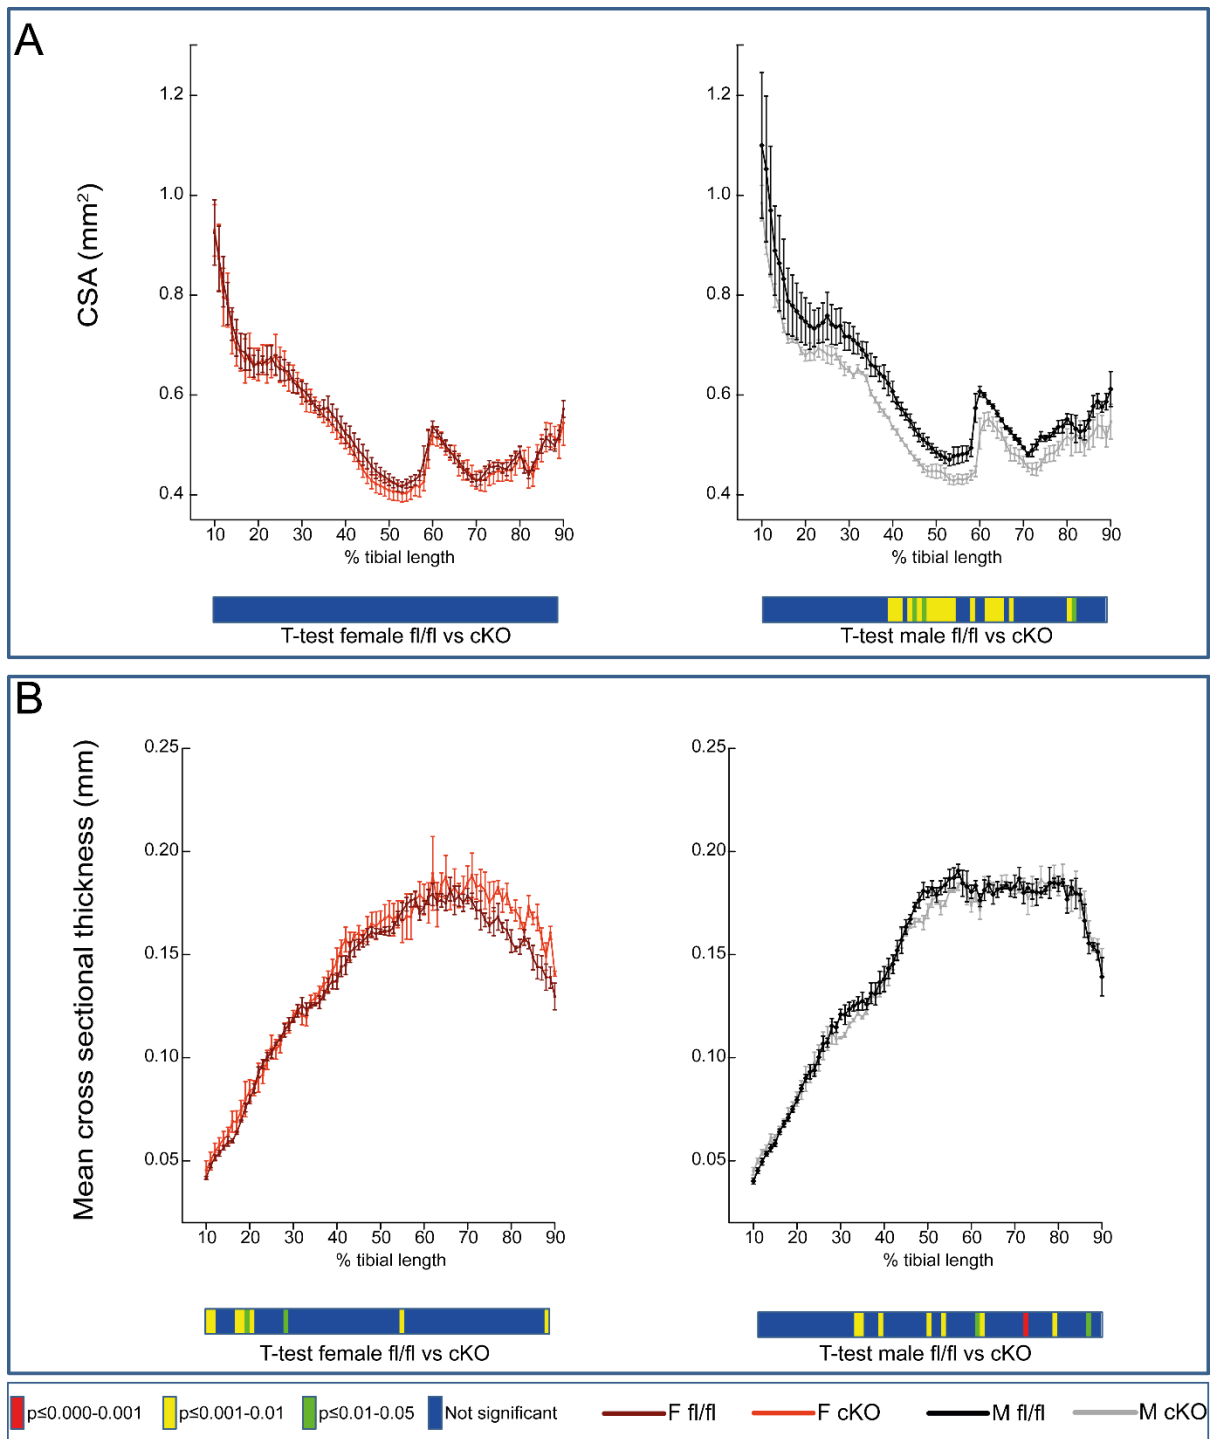 A
CSA (mm²)
1.2
1.0
0.8
0.6
0.4
10 20 30 40 50 60 70 80 90
% tibial length
T-test female fl/fl vs cKO
1.2
1.0
0.8
0.6
0.4
10 20 30 40 50 60 70 80 90
% tibial length
T-test male fl/fl vs cKO
B
Mean cross sectional thickness (mm)
0.25
0.20
0.15
0.10
0.05
10 20 30 40 50 60 70 80 90
% tibial length
T-test female fl/fl vs cKO
0.25
0.20
0.15
0.10
0.05
10 20 30 40 50 60 70 80 90
% tibial length
T-test male fl/fl vs cKO
p≤0.000-0.001 p≤0.001-0.01 p≤0.01-0.05 Not significant F fl/fl F cKO M fl/fl M cKO